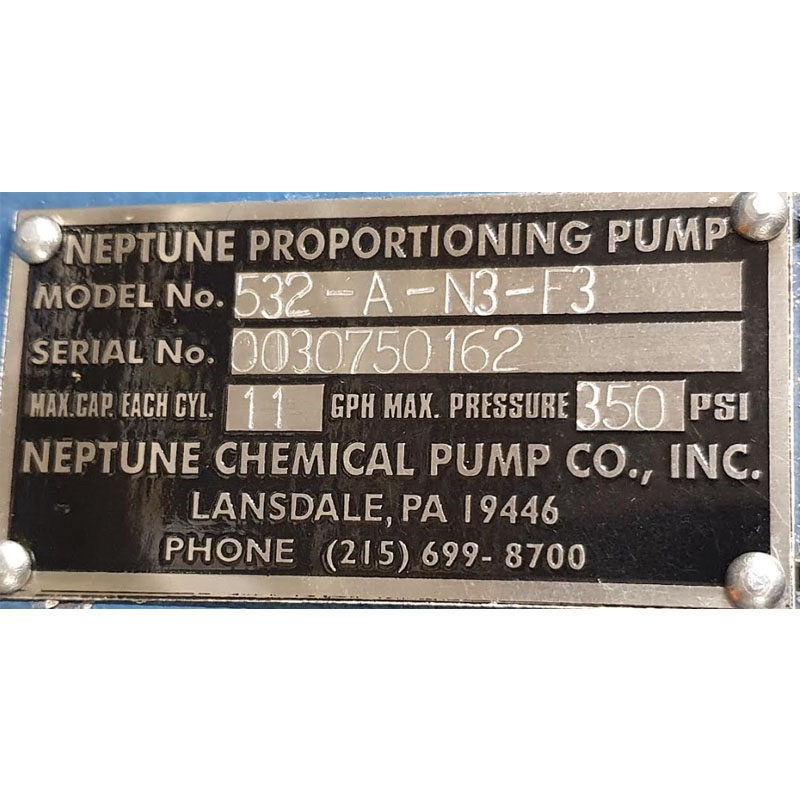 NEPTUNE PROPORTIONING PUMP
MODEL No. 532-A-N3-F3
SERIAL No. 0030750162
MAX. CAP. EACH CYL. 11 GPH MAX. PRESSURE 350 PSI
NEPTUNE CHEMICAL PUMP CO., INC.
LANSDALE, PA 19446
PHONE (215) 699-8700